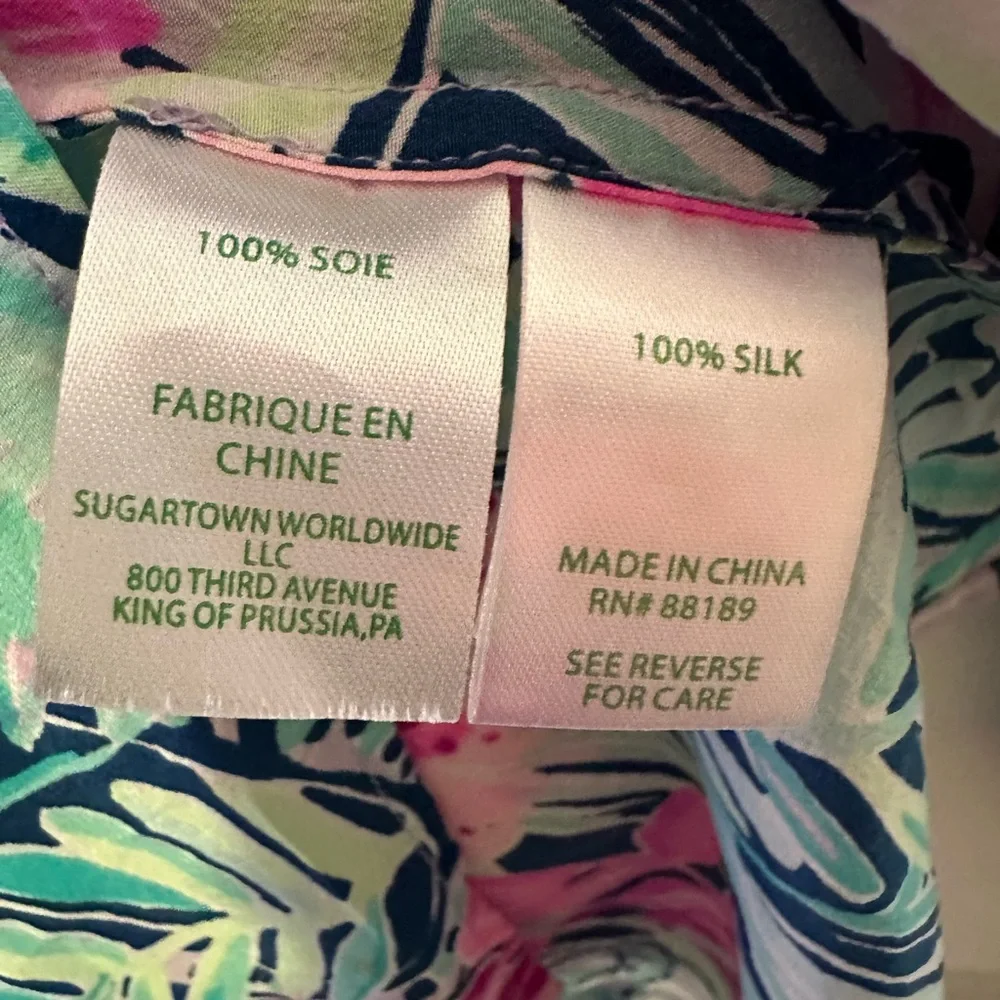 100% SOIE
FABRIQUE EN
CHINE
SUGARTOWN WORLDWIDE
LLC
800 THIRD AVENUE
KING OF PRUSSIA,PA
100% SILK
MADE IN CHINA
RN# 88189
SEE REVERSE
FOR CARE